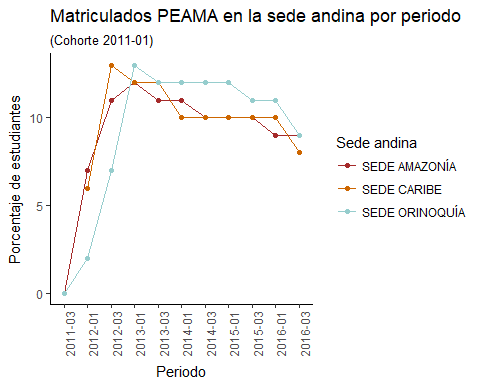 Matriculados PEAMA en la sede andina por periodo
(Cohorte 2011-01)
Porcentaje de estudiantes
10
5
0
2011-03
2012-01
2012-03
2013-01
2013-03
2014-01
2014-03
2015-01
2015-03
2016-01
2016-03
Periodo
Sede andina
SEDE AMAZONÍA
SEDE CARIBE
SEDE ORINOQUÍA